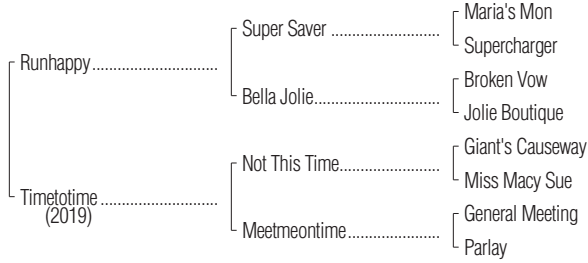 Maria's Mon
Super Saver
Supercharger
Runhappy
Broken Vow
Bella Jolie
Jolie Boutique
Giant's Causeway
Not This Time
Miss Macy Sue
Timetotime
(2019)
General Meeting
Meetmeontime
Parlay